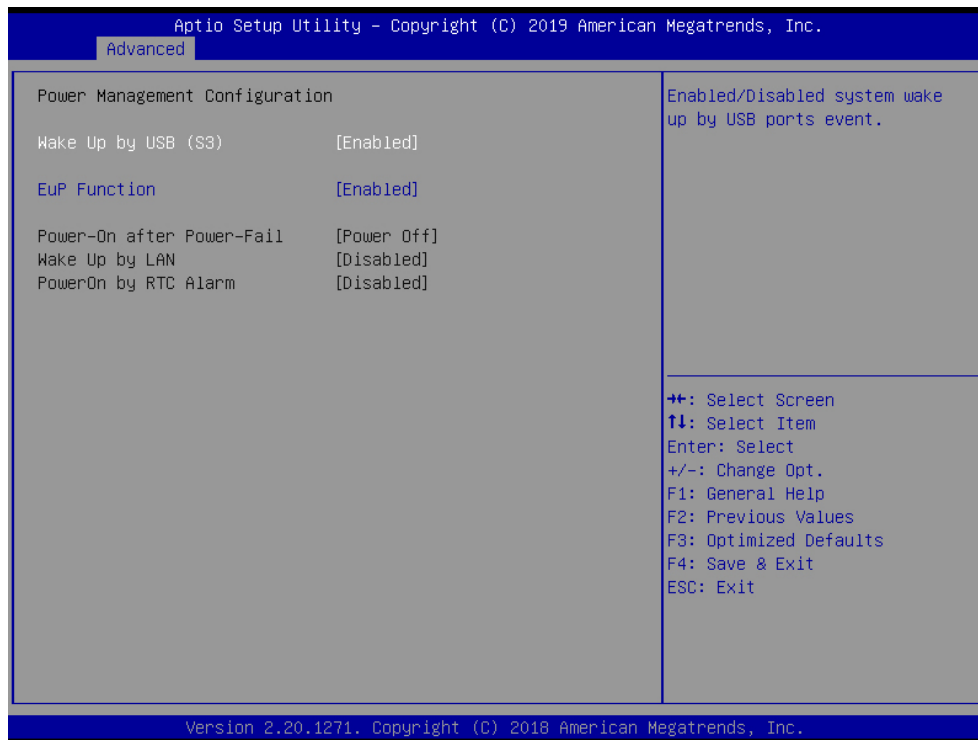 Aptio Setup Utility – Copyright (C) 2019 American Megatrends, Inc.
Advanced
Power Management Configuration
Wake Up by USB (S3) [Enabled]
EuP Function [Enabled]
Power-On after Power-Fail [Power Off]
Wake Up by LAN [Disabled]
PowerOn by RTC Alarm [Disabled]
Enabled/Disabled system wake
up by USB ports event.
→←: Select Screen
↑↓: Select Item
Enter: Select
+/-: Change Opt.
F1: General Help
F2: Previous Values
F3: Optimized Defaults
F4: Save & Exit
ESC: Exit
Version 2.20.1271. Copyright (C) 2018 American Megatrends, Inc.